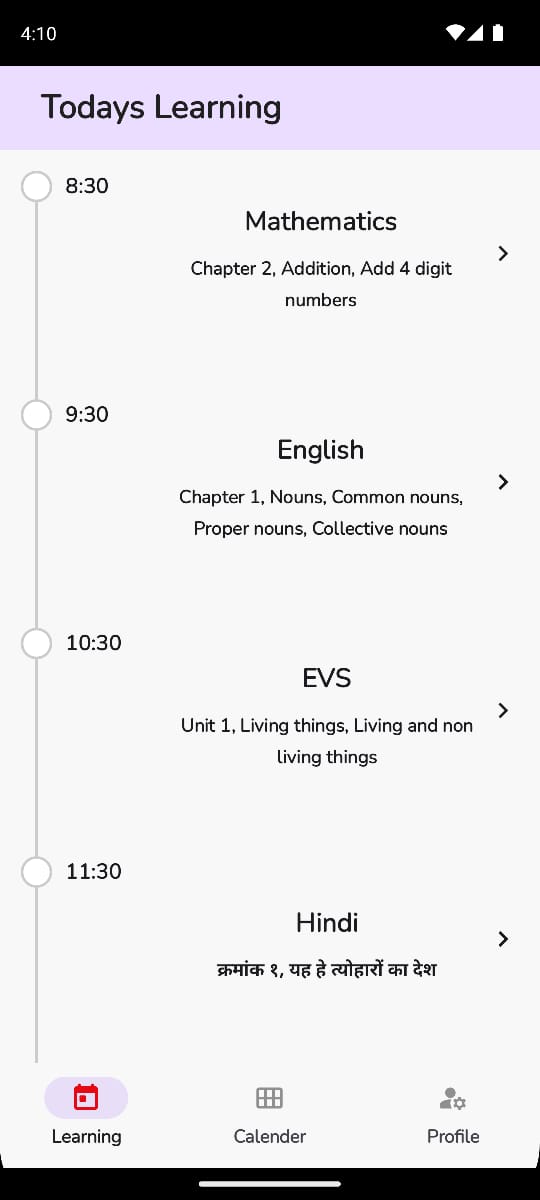 4:10
Todays Learning
8:30
Mathematics
Chapter 2, Addition, Add 4 digit
numbers
9:30
English
Chapter 1, Nouns, Common nouns,
Proper nouns, Collective nouns
10:30
EVS
Unit 1, Living things, Living and non
living things
11:30
Hindi
क्रमांक १, यह हे त्योहारों का देश
Learning
Calender
Profile